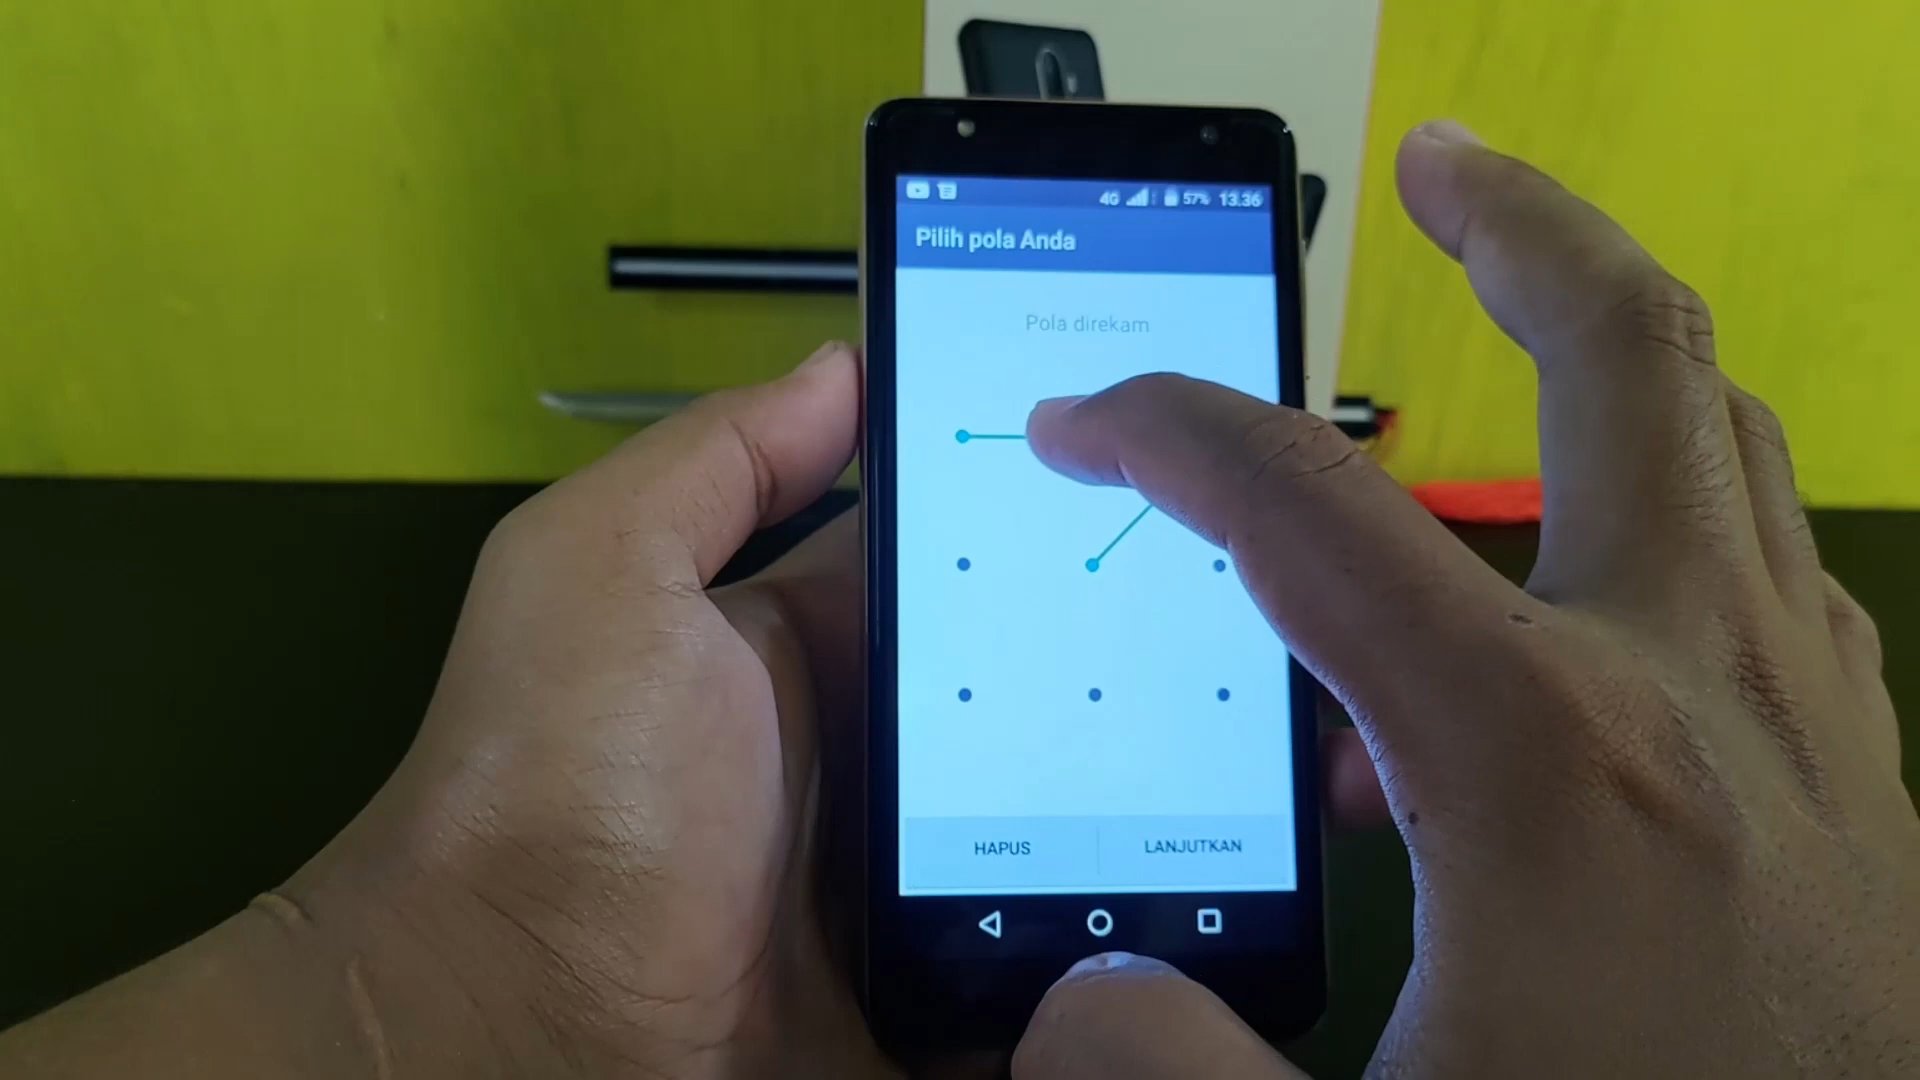 4G 57% 13.36
Pilih pola Anda
Pola direkam
HAPUS LANJUTKAN